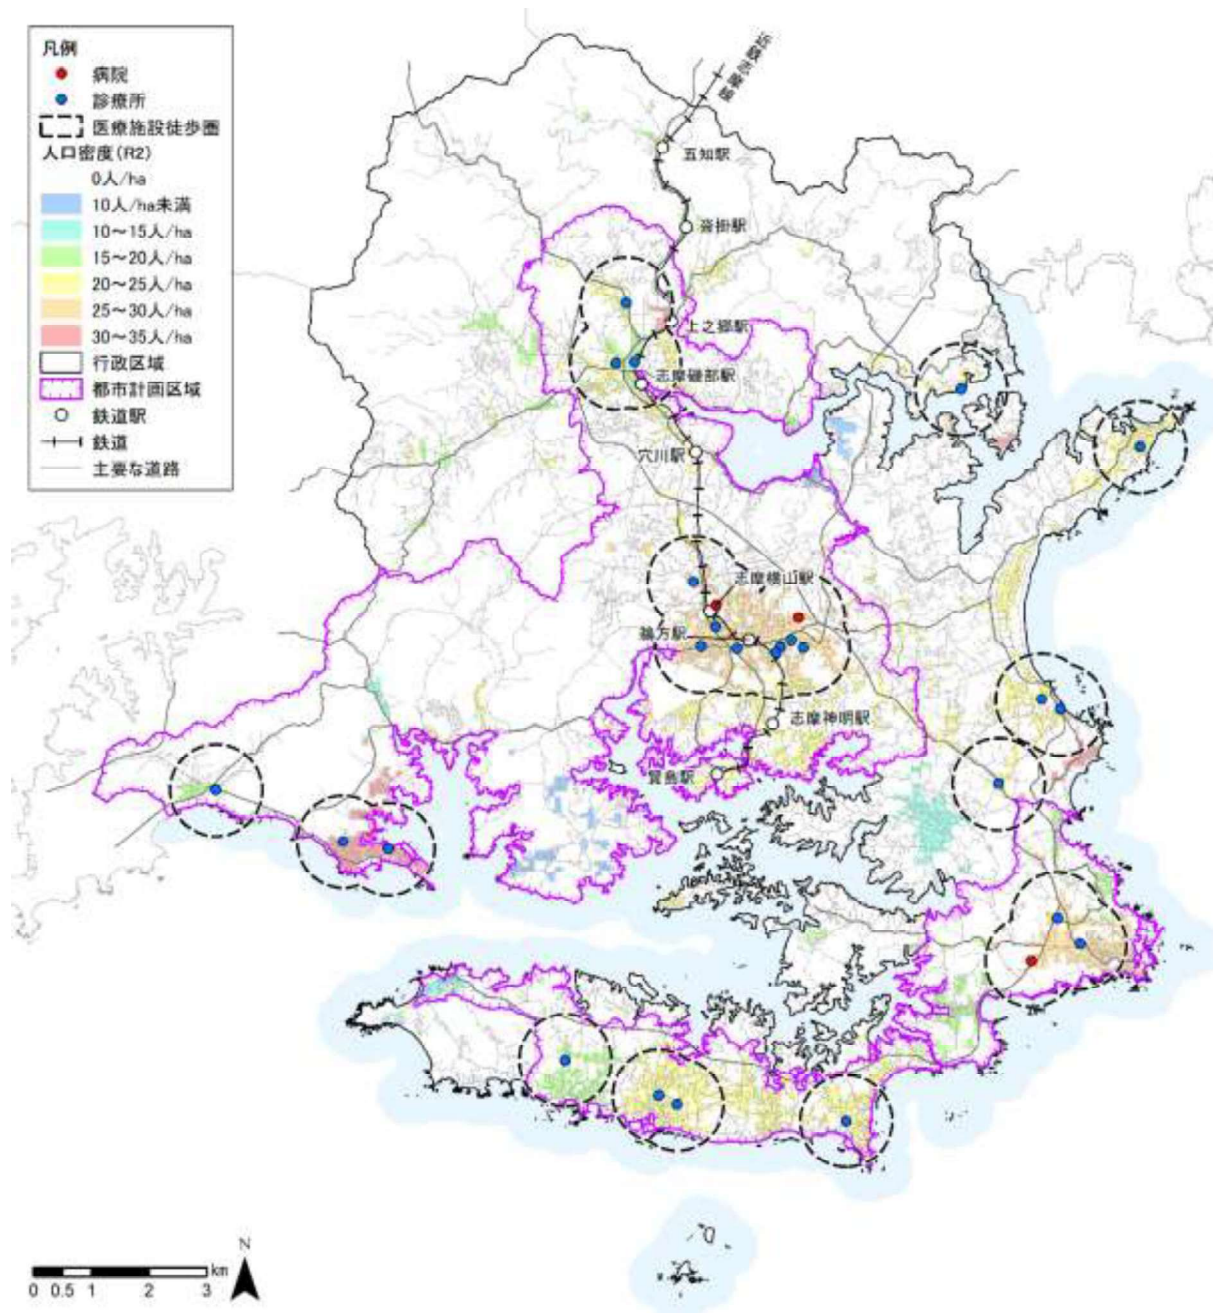 凡例
病院
診療所
医療施設徒歩圏
人口密度(R2)
0人/ha
10人/ha未満
10～15人/ha
15～20人/ha
20～25人/ha
25～30人/ha
30～35人/ha
行政区域
都市計画区域
鉄道駅
鉄道
主要な道路
近鉄志摩線
五知駅
沓掛駅
上之郷駅
志摩磯部駅
穴川駅
志摩横山駅
鵜方駅
志摩神明駅
賢島駅
N
km
0 0.5 1 2 3